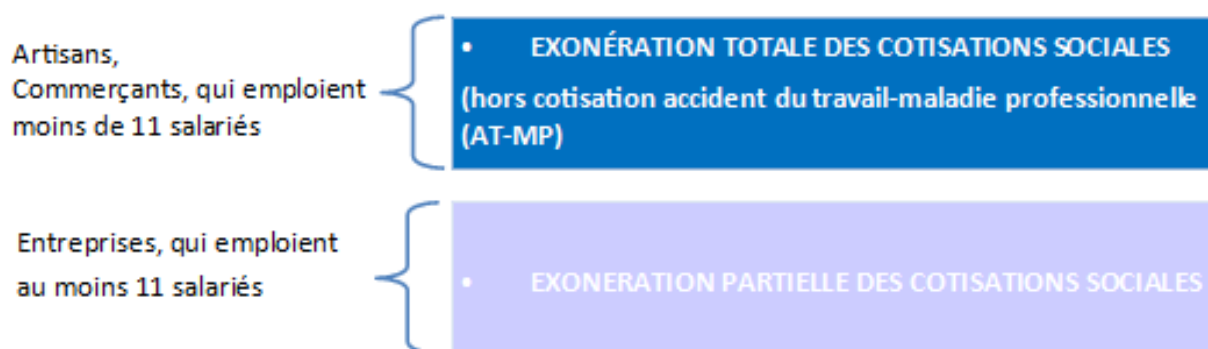 Artisans,
Commerçants, qui emploient
moins de 11 salariés
• EXONÉRATION TOTALE DES COTISATIONS SOCIALES
(hors cotisation accident du travail-maladie professionnelle
(AT-MP)
Entreprises, qui emploient
au moins 11 salariés
• EXONERATION PARTIELLE DES COTISATIONS SOCIALES